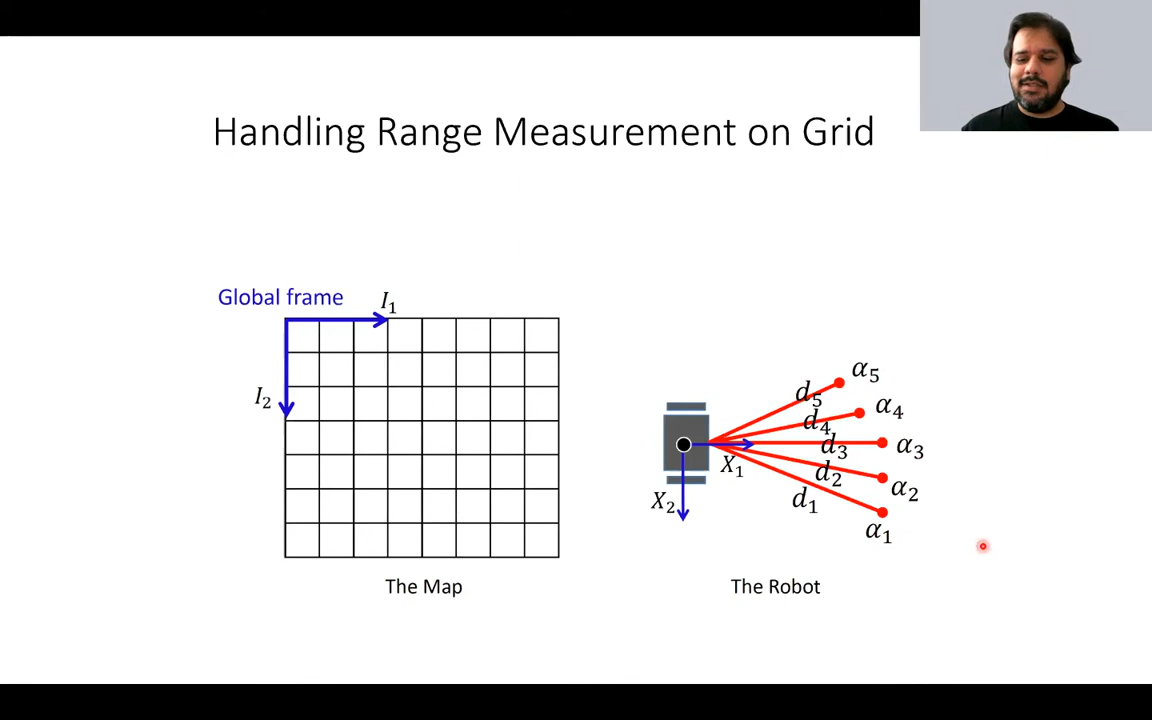 Handling Range Measurement on Grid
Global frame
I₁
I₂
The Map
α₅
d₅
α₄
d₄
d₃
α₃
X₁
d₂
α₂
X₂
d₁
α₁
The Robot